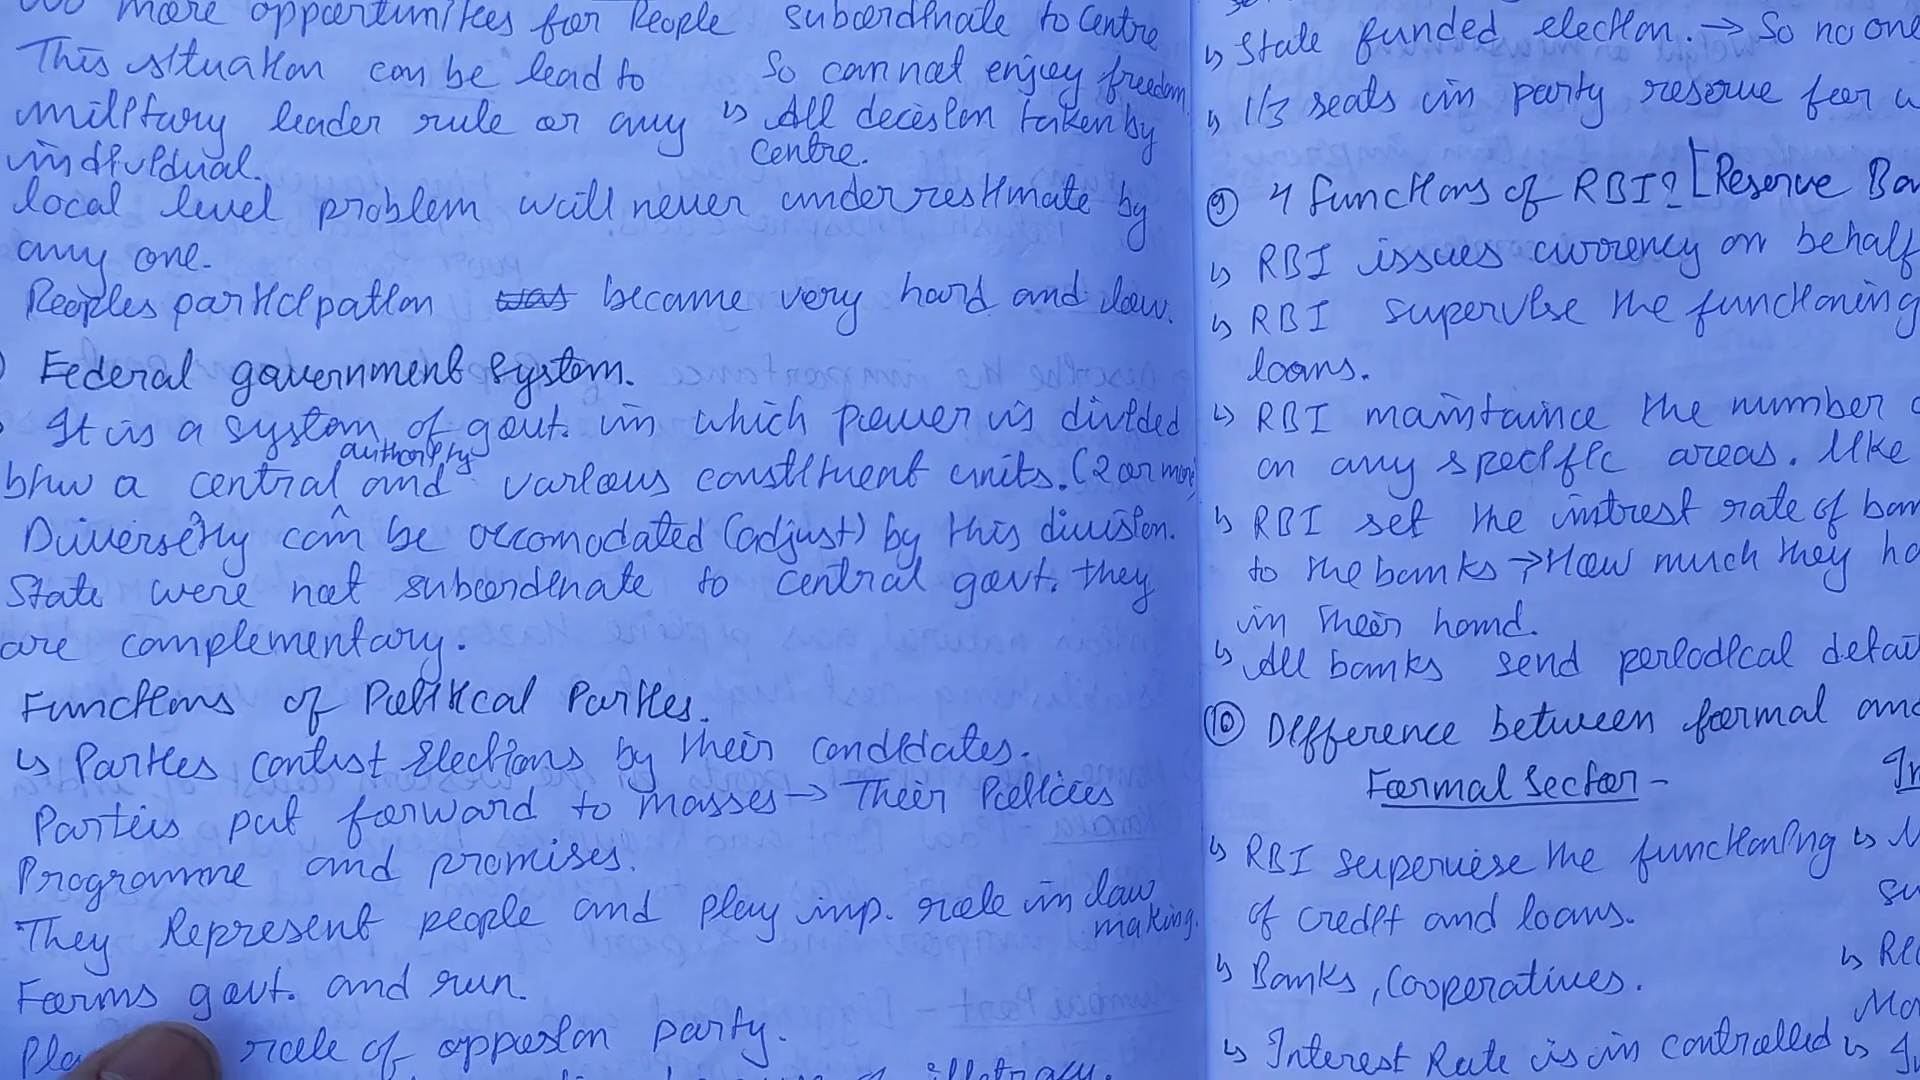 more opportunities for People subordinate to Centre
This situation can be lead to So cannot enjoy freedom
military leader rule or any ↳ All decision taken by
individual. Centre.
local level problem will never underrestimate by
any one.
Peoples participation was became very hard and low.
Federal government System.
It is a system of govt. in which power is divided
authority
btw a central and various constituent units. (2 or more)
Diversity can be accomodated (adjust) by this division.
State were not subordinate to central govt. they
are complementary.
Functions of Political Parties.
↳ Parties contest Elections by their candidates.
Parties put forward to masses → Their Policies
Programme and promises.
They Represent people and play imp. role in law
making.
Forms govt. and run.
role of oppostion party.
↳ State funded election. → So no one
↳ 1/3 seats in party reserve for
⑨ 4 functions of RBI? [Reserve
↳ RBI issues currency on behalf
↳ RBI supervise the functioning
loans.
↳ RBI maintaince the number
on any specific areas. like
↳ RBI set the intrest rate of
to the banks → How much they
in their hand.
↳ All banks send periodical
⑩ Difference between formal and
Formal Sector -
↳ RBI supervise the functioning ↳
of credit and loans.
↳ Banks, Cooperatives. ↳
↳ Interest Rate is in controlled ↳